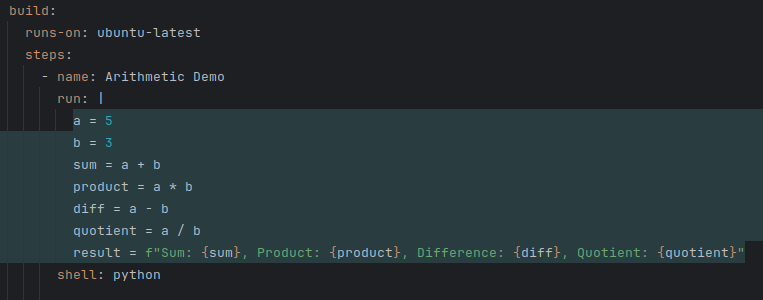 build:
runs-on: ubuntu-latest
steps:
- name: Arithmetic Demo
run: |
a = 5
b = 3
sum = a + b
product = a * b
diff = a - b
quotient = a / b
result = f"Sum: {sum}, Product: {product}, Difference: {diff}, Quotient: {quotient}"
shell: python